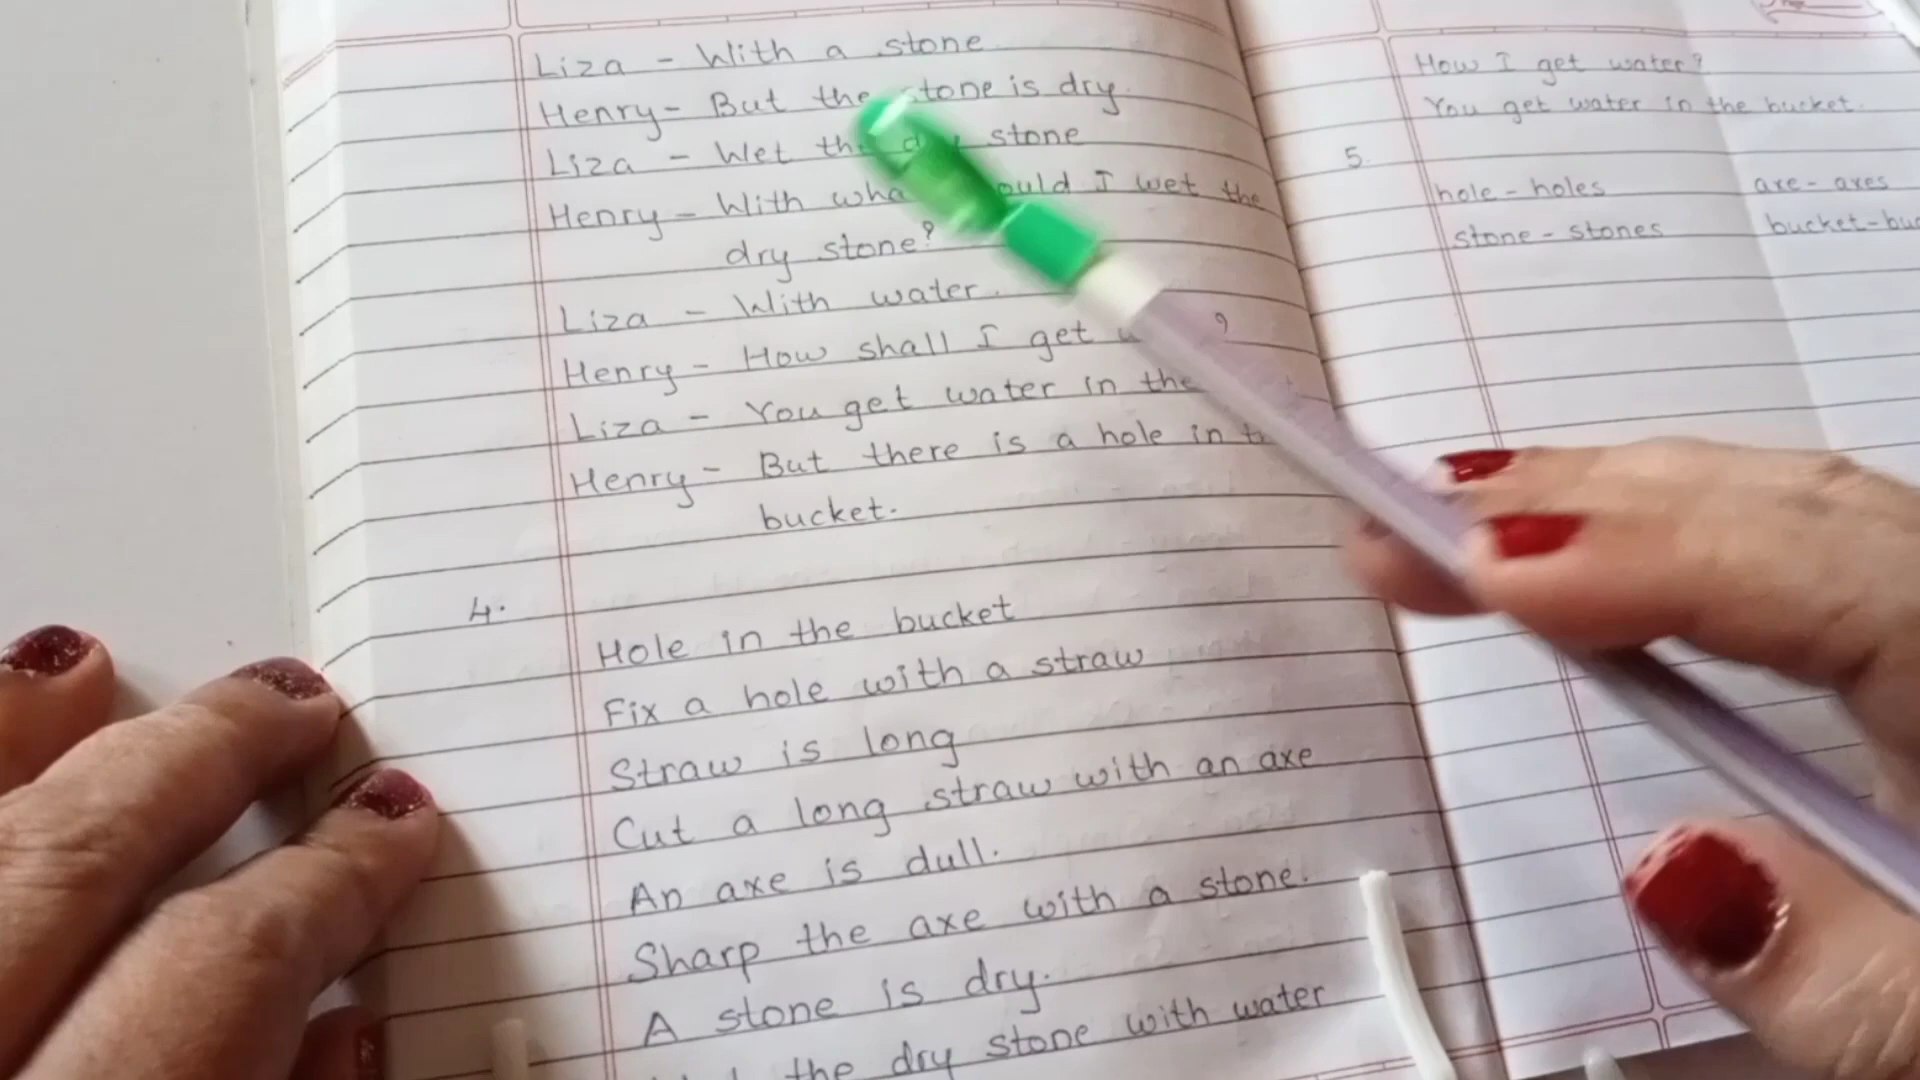 Liza - With a stone
Henry - But the stone is dry.
Liza - Wet the stone
Henry - With I wet the
dry stone?
Liza - With water.
Henry - How shall I get ?
Liza - You get water in the
Henry - But there is a hole in
bucket.
4.
Hole in the bucket
Fix a hole with a straw
Straw is long
Cut a long straw with an axe
An axe is dull.
Sharp the axe with a stone.
A stone is dry.
the dry stone with water
How I get water?
You get water in the bucket.
5.
hole - holes axe - axes
stone - stones bucket -